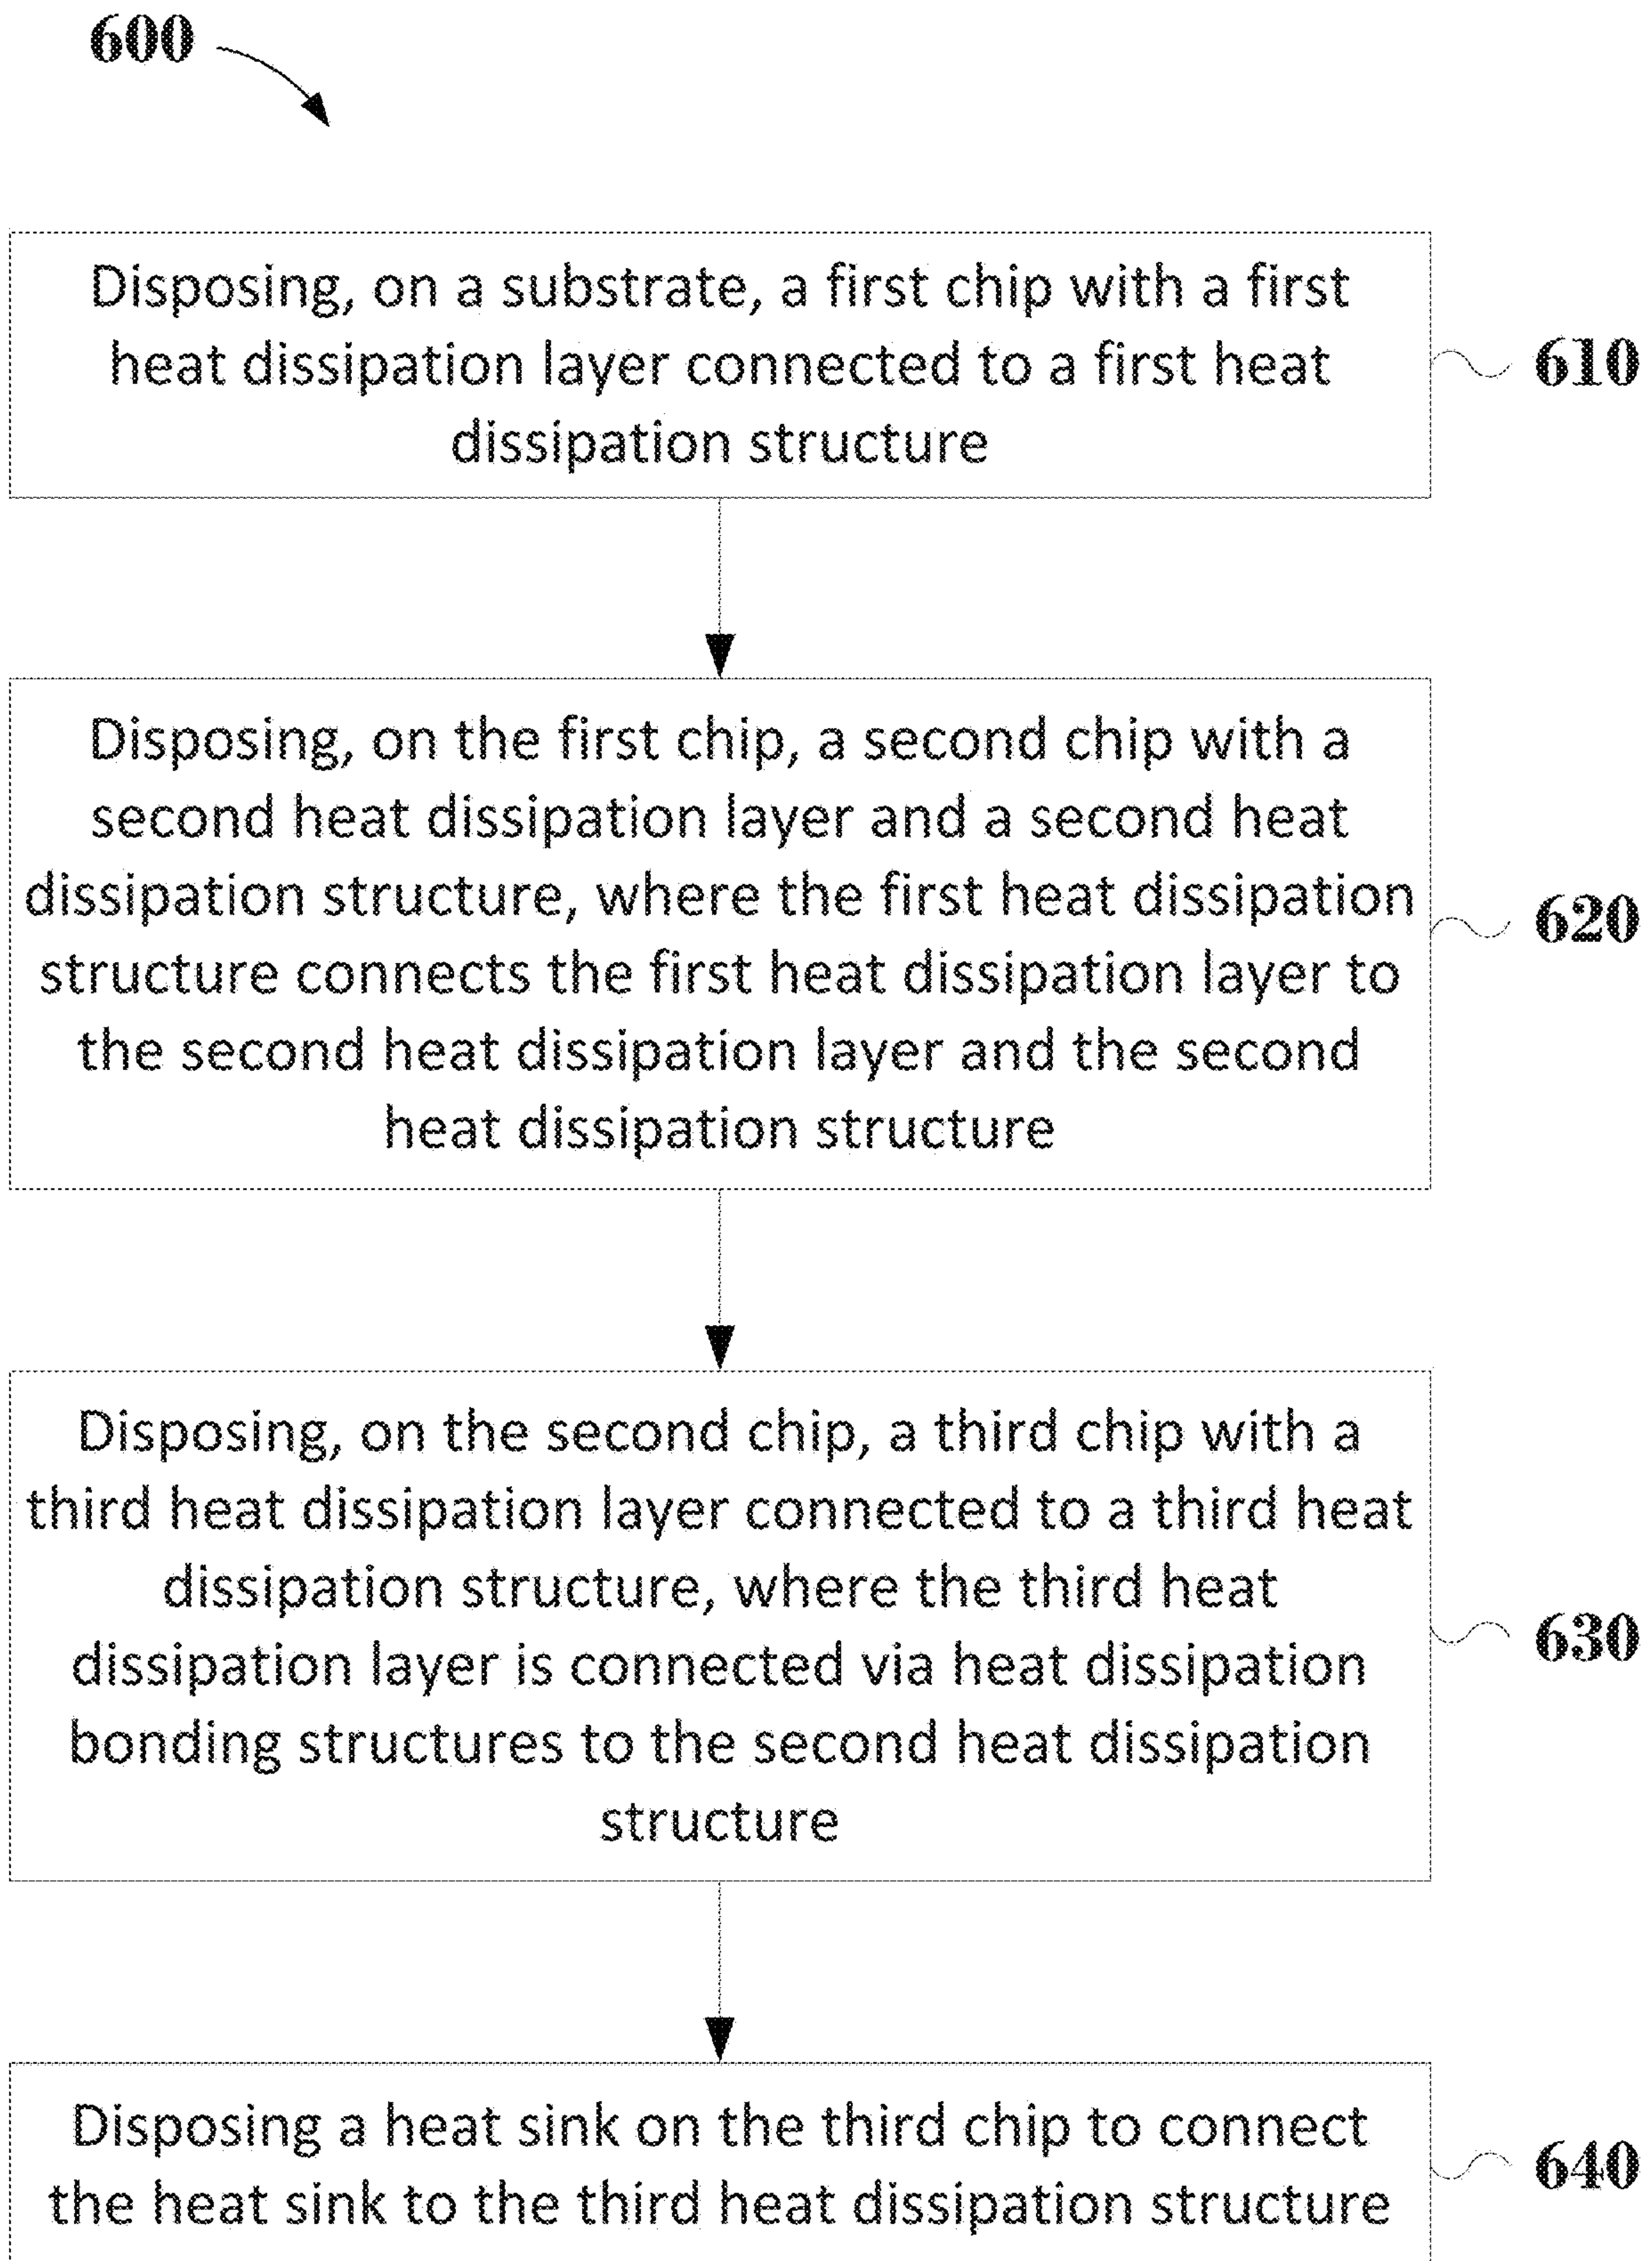 600
Disposing, on a substrate, a first chip with a first
heat dissipation layer connected to a first heat
dissipation structure
610
Disposing, on the first chip, a second chip with a
second heat dissipation layer and a second heat
dissipation structure, where the first heat dissipation
structure connects the first heat dissipation layer to
the second heat dissipation layer and the second
heat dissipation structure
620
Disposing, on the second chip, a third chip with a
third heat dissipation layer connected to a third heat
dissipation structure, where the third heat
dissipation layer is connected via heat dissipation
bonding structures to the second heat dissipation
structure
630
Disposing a heat sink on the third chip to connect
the heat sink to the third heat dissipation structure
640